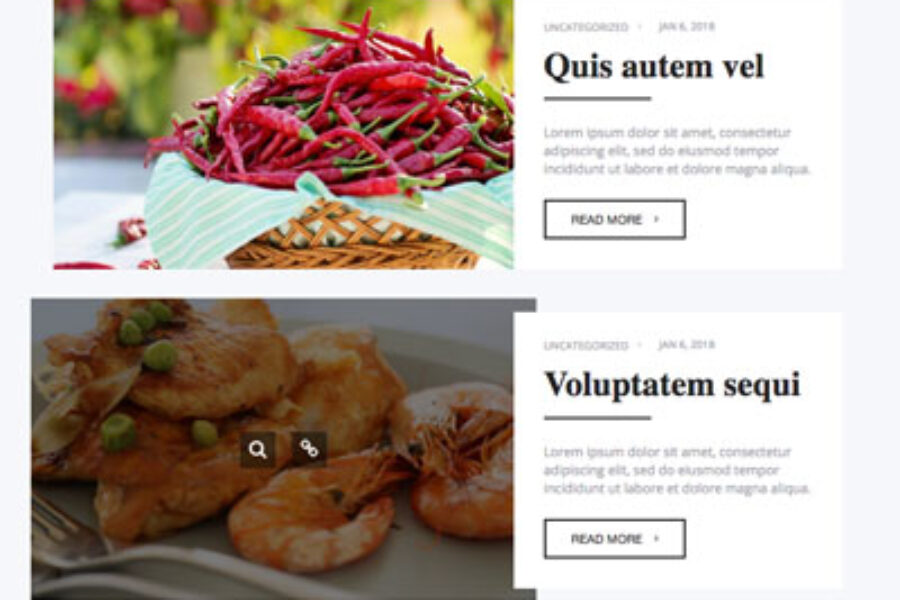 UNCATEGORIZED • JAN 6, 2018
Quis autem vel
Lorem ipsum dolor sit amet, consectetur
adipiscing elit, sed do eiusmod tempor
incididunt ut labore et dolore magna aliqua.
READ MORE ›
UNCATEGORIZED • JAN 6, 2018
Voluptatem sequi
Lorem ipsum dolor sit amet, consectetur
adipiscing elit, sed do eiusmod tempor
incididunt ut labore et dolore magna aliqua.
READ MORE ›